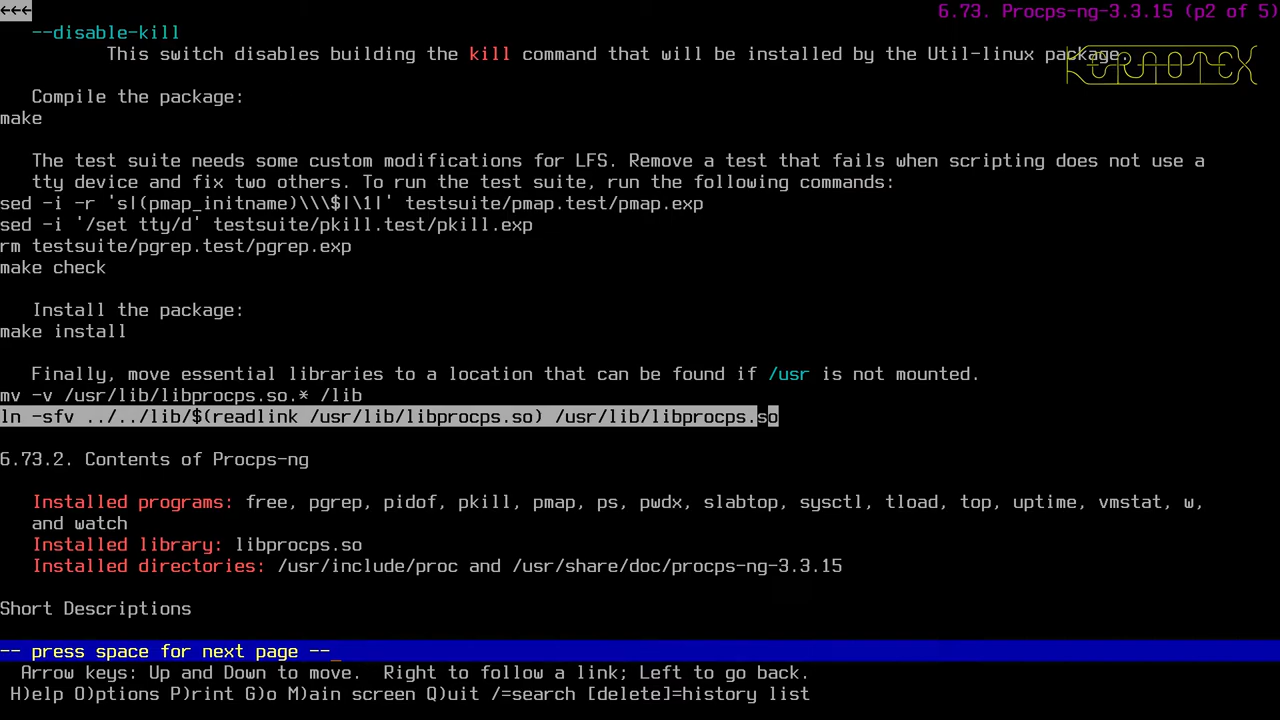 ←←←
6.73. Procps-ng-3.3.15 (p2 of 5)
--disable-kill
This switch disables building the kill command that will be installed by the Util-linux package.
KERNOTEX
Compile the package:
make
The test suite needs some custom modifications for LFS. Remove a test that fails when scripting does not use a
tty device and fix two others. To run the test suite, run the following commands:
sed -i -r 's|(pmap_initname)\\\$|\1|' testsuite/pmap.test/pmap.exp
sed -i '/set tty/d' testsuite/pkill.test/pkill.exp
rm testsuite/pgrep.test/pgrep.exp
make check
Install the package:
make install
Finally, move essential libraries to a location that can be found if /usr is not mounted.
mv -v /usr/lib/libprocps.so.* /lib
ln -sfv ../../lib/$(readlink /usr/lib/libprocps.so) /usr/lib/libprocps.so
6.73.2. Contents of Procps-ng
Installed programs: free, pgrep, pidof, pkill, pmap, ps, pwdx, slabtop, sysctl, tload, top, uptime, vmstat, w,
and watch
Installed library: libprocps.so
Installed directories: /usr/include/proc and /usr/share/doc/procps-ng-3.3.15
Short Descriptions
-- press space for next page --
Arrow keys: Up and Down to move.  Right to follow a link; Left to go back.
H)elp O)ptions P)rint G)o M)ain screen Q)uit /=search [delete]=history list